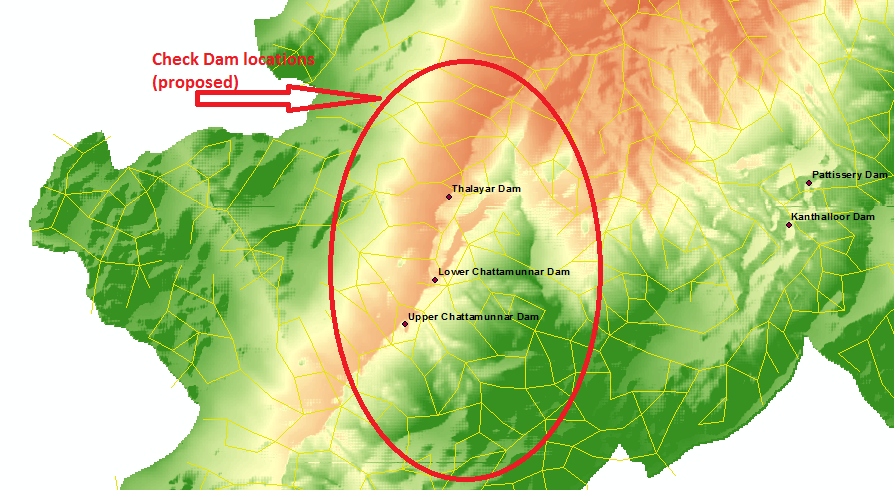 Check Dam locations
(proposed)
Thalayar Dam
Pattissery Dam
Kanthalloor Dam
Lower Chattamunnar Dam
Upper Chattamunnar Dam